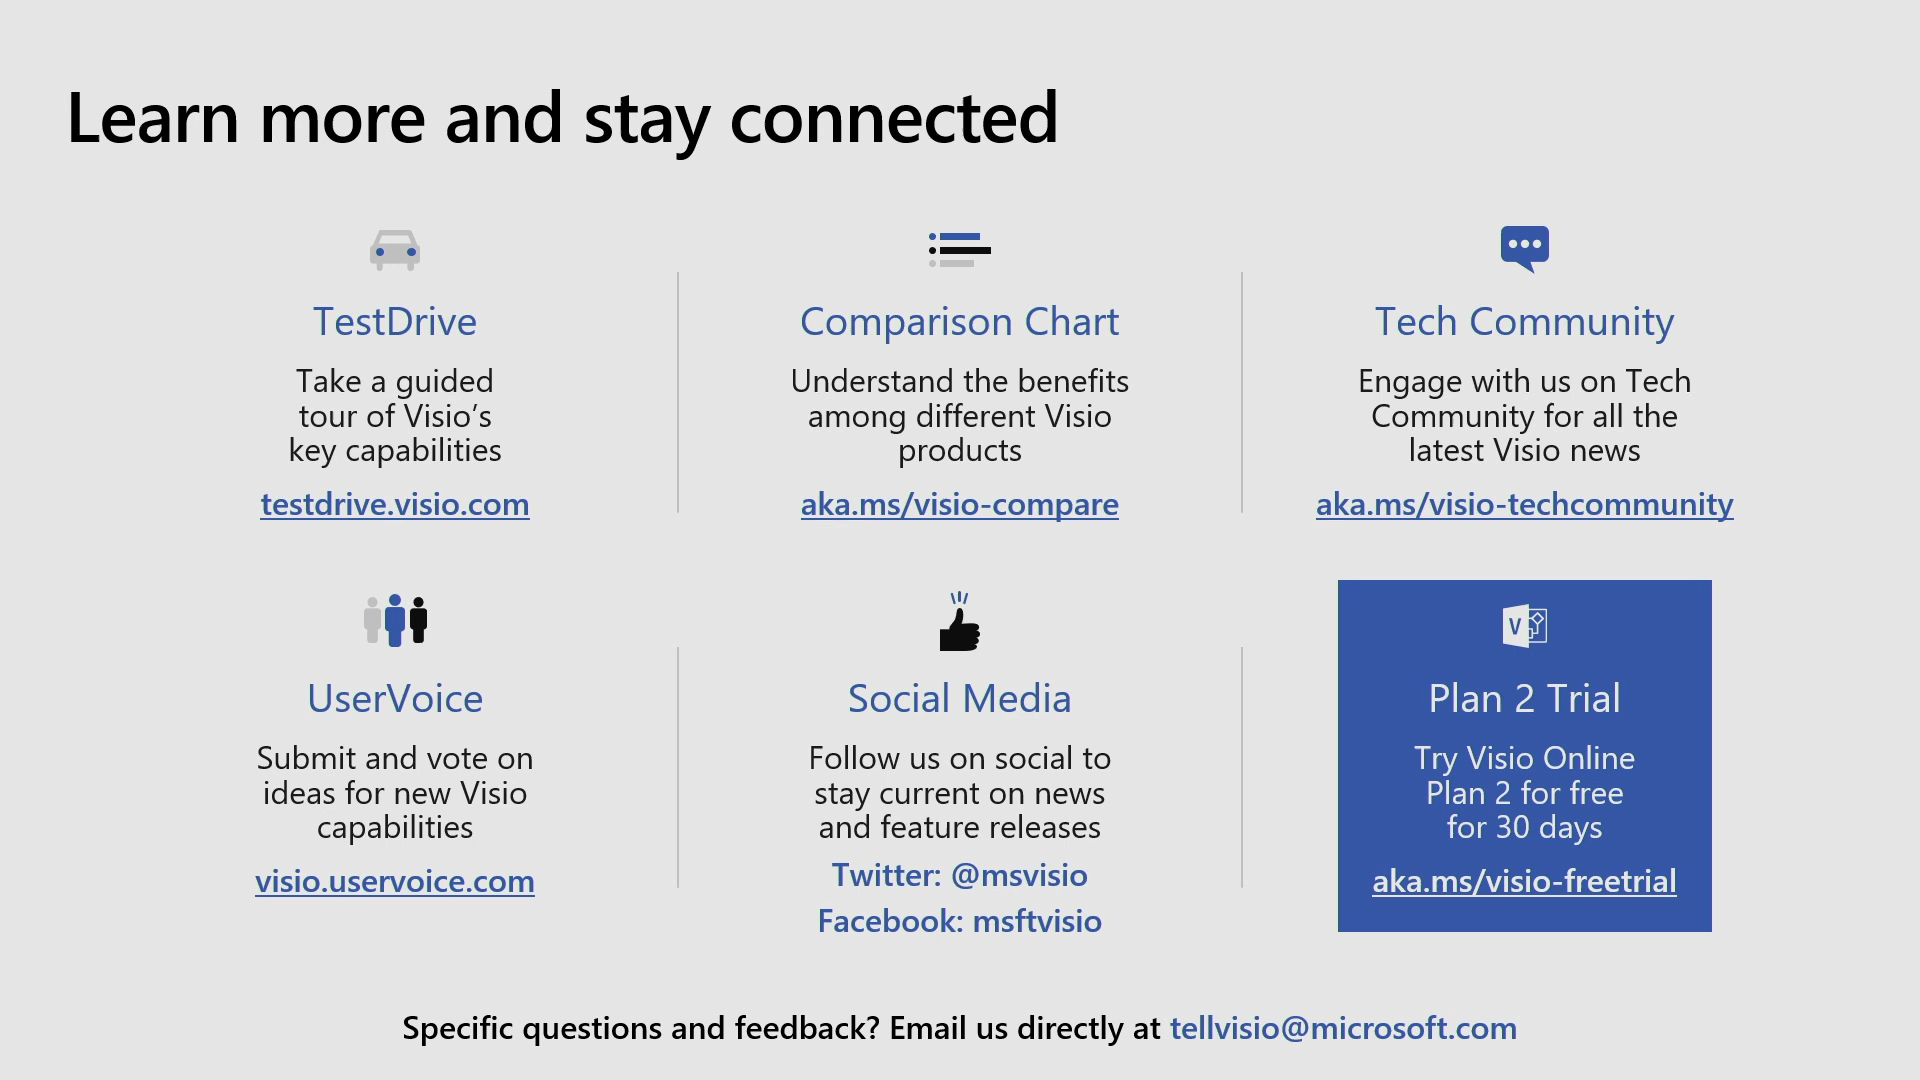 Learn more and stay connected
TestDrive
Take a guided
tour of Visio’s
key capabilities
testdrive.visio.com
Comparison Chart
Understand the benefits
among different Visio
products
aka.ms/visio-compare
Tech Community
Engage with us on Tech
Community for all the
latest Visio news
aka.ms/visio-techcommunity
UserVoice
Submit and vote on
ideas for new Visio
capabilities
visio.uservoice.com
Social Media
Follow us on social to
stay current on news
and feature releases
Twitter: @msvisio
Facebook: msftvisio
V
Plan 2 Trial
Try Visio Online
Plan 2 for free
for 30 days
aka.ms/visio-freetrial
Specific questions and feedback? Email us directly at tellvisio@microsoft.com